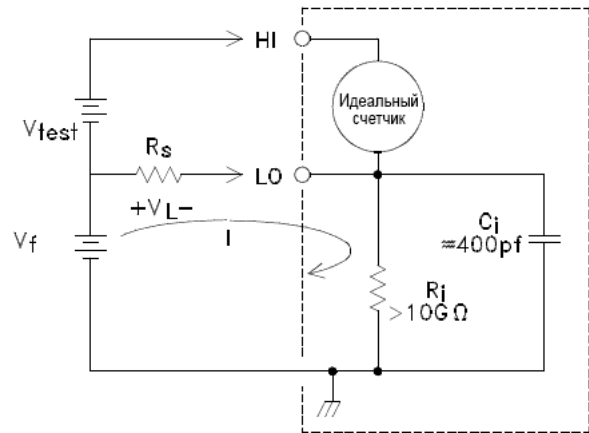 HI
Идеальный
счетчик
Vtest
Rs
LO
+VL−
Vf
I
Ci
≈400pf
Ri
>10GΩ